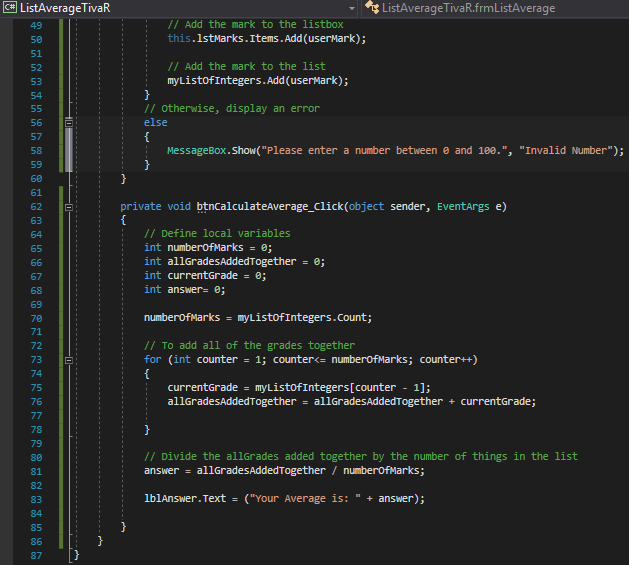 C# ListAverageTivaR ListAverageTivaR.frmListAverage
49 // Add the mark to the listbox
50 this.lstMarks.Items.Add(userMark);
51
52 // Add the mark to the list
53 myListOfIntegers.Add(userMark);
54 }
55 // Otherwise, display an error
56 else
57 {
58 MessageBox.Show("Please enter a number between 0 and 100.", "Invalid Number");
59 }
60 }
61
62 private void btnCalculateAverage_Click(object sender, EventArgs e)
63 {
64 // Define local variables
65 int numberOfMarks = 0;
66 int allGradesAddedTogether = 0;
67 int currentGrade = 0;
68 int answer= 0;
69
70 numberOfMarks = myListOfIntegers.Count;
71
72 // To add all of the grades together
73 for (int counter = 1; counter<= numberOfMarks; counter++)
74 {
75 currentGrade = myListOfIntegers[counter - 1];
76 allGradesAddedTogether = allGradesAddedTogether + currentGrade;
77
78 }
79
80 // Divide the allGrades added together by the number of things in the list
81 answer = allGradesAddedTogether / numberOfMarks;
82
83 lblAnswer.Text = ("Your Average is: " + answer);
84
85 }
86 }
87 }